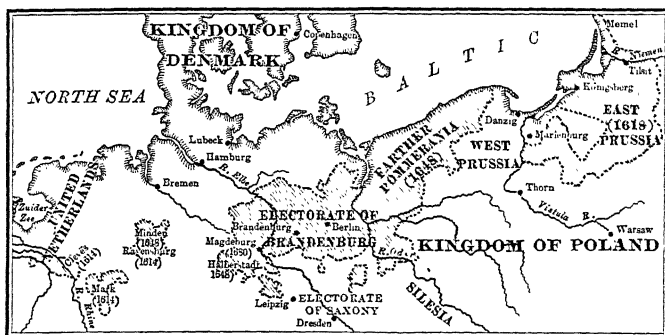 KINGDOM OF
DENMARK
Copenhagen
BALTIC
Memel
R. Niemen
Tilsit
Königsberg
EAST
(1618)
PRUSSIA
NORTH SEA
Danzig
Marienburg
WEST
PRUSSIA
FARTHER
POMMERANIA
(1648)
Lubeck
Hamburg
R. Elbe
Bremen
UNITED
NETHERLANDS
Zuider
Zee
Thorn
Vistula R.
Warsaw
KINGDOM OF POLAND
ELECTORATE OF
BRANDENBURG
Brandenburg
Berlin
Minden
(1648)
Ravensburg
(1614)
Magdeburg
(1680)
Halberstadt
1648
R. Oder
SILESIA
Cleves
(1614)
Mark
(1614)
R. Rhine
Leipzig
ELECTORATE
OF SAXONY
Dresden